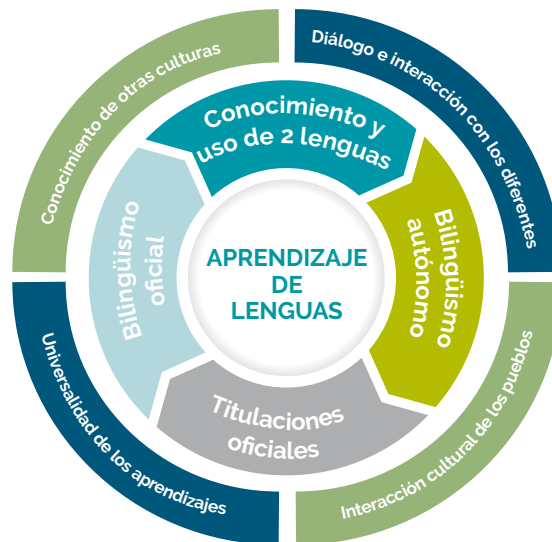 Conocimiento de otras culturas
Diálogo e interacción con los diferentes
Conocimiento y
uso de 2 lenguas
Bilingüismo
oficial
APRENDIZAJE
DE
LENGUAS
Bilingüismo
autónomo
Titulaciones
oficiales
Universalidad de los aprendizajes
Interacción cultural de los pueblos